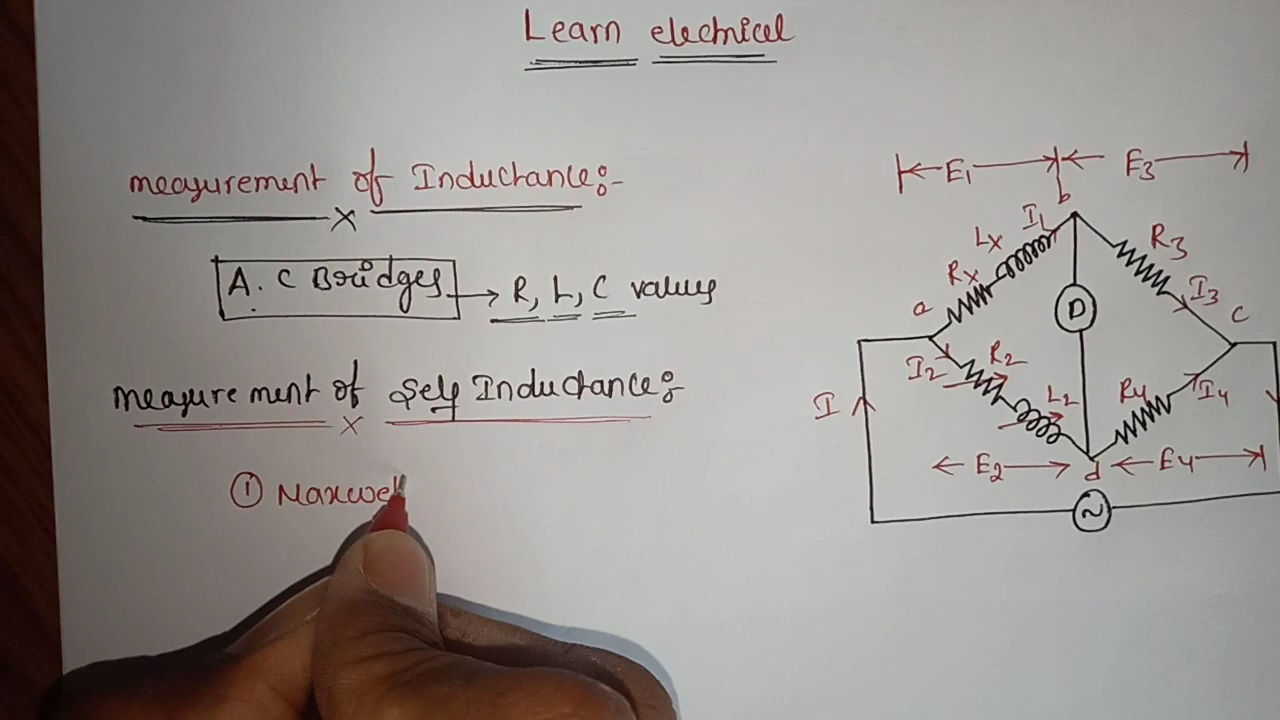 Learn electrical
measurement of Inductance:-
A.C Bridges → R, L, C values
measurement of Self Inductance:-
① Maxwel
E1 E3
b
I1
Lx
Rx
R3
I3
a
c
D
I2
R2
L2
R4
I4
I
E2
d
E4
~